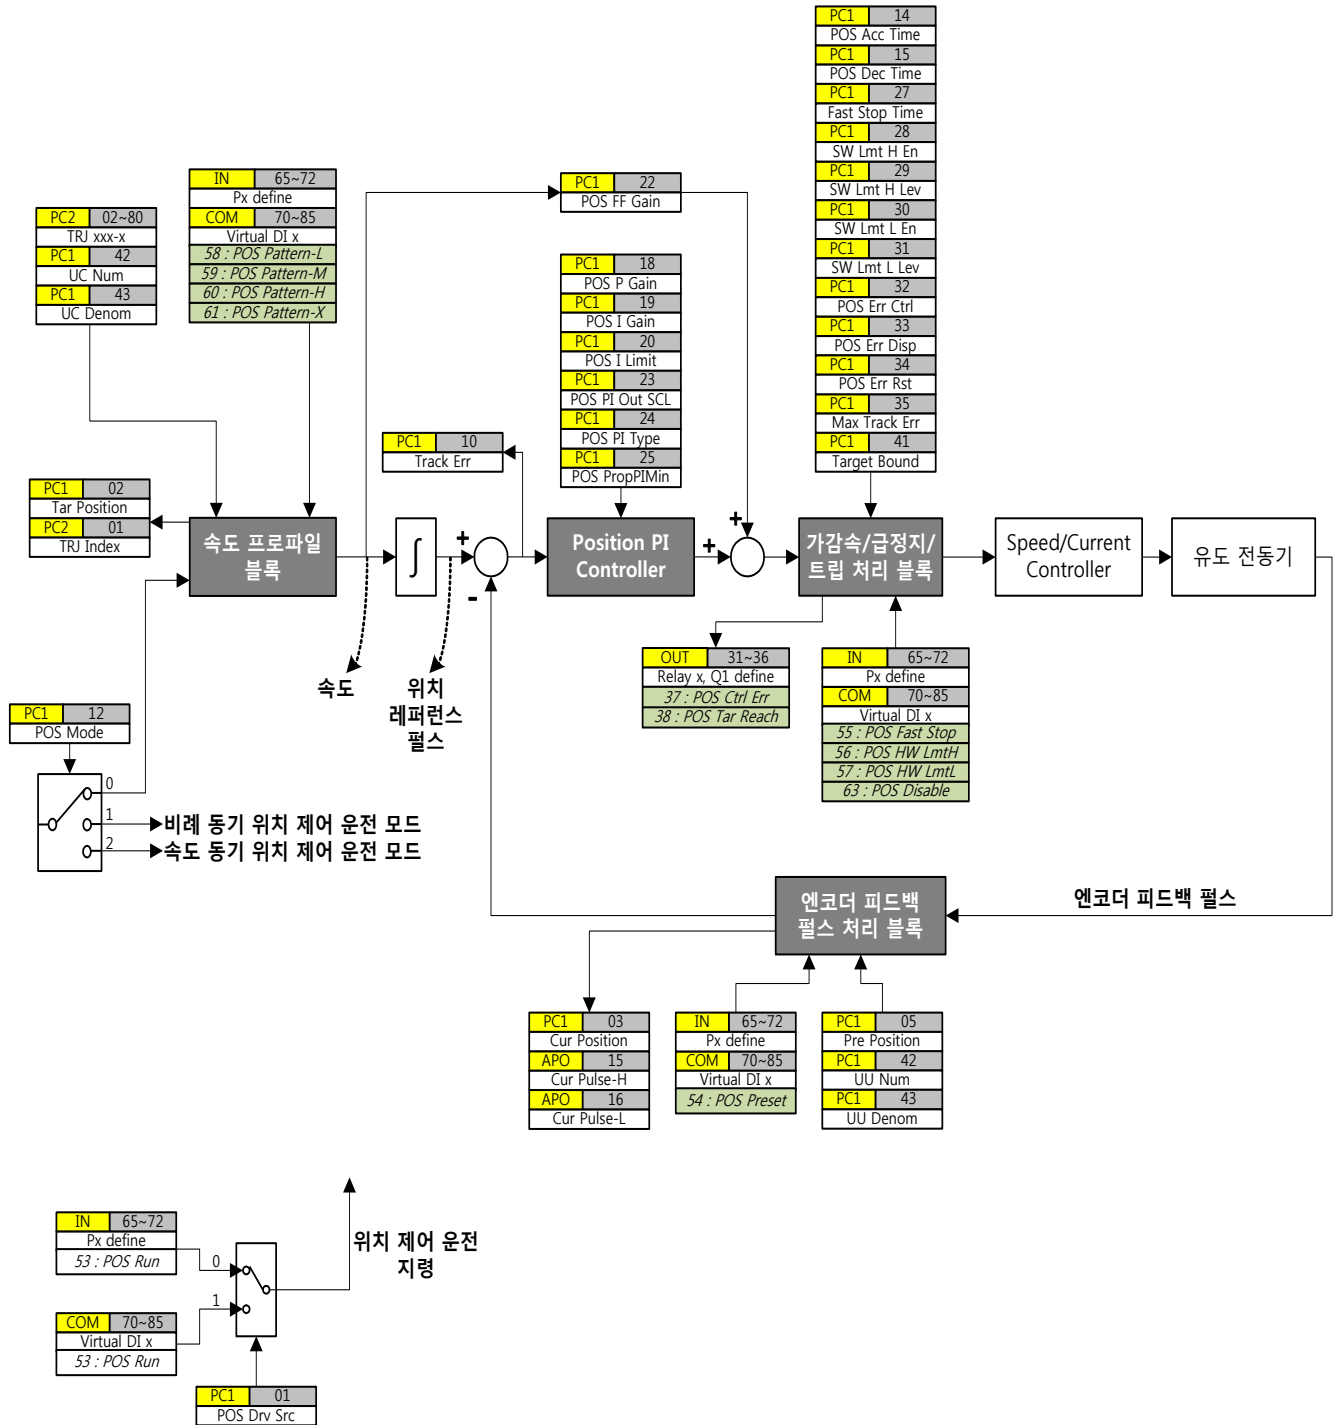 PC1 14
POS Acc Time
PC1 15
POS Dec Time
PC1 27
Fast Stop Time
PC1 28
SW Lmt H En
PC1 29
SW Lmt H Lev
PC1 30
SW Lmt L En
PC1 31
SW Lmt L Lev
PC1 32
POS Err Ctrl
PC1 33
POS Err Disp
PC1 34
POS Err Rst
PC1 35
Max Track Err
PC1 41
Target Bound
IN 65~72
Px define
COM 70~85
Virtual DI x
58 : POS Pattern-L
59 : POS Pattern-M
60 : POS Pattern-H
61 : POS Pattern-X
PC1 22
POS FF Gain
PC2 02~80
TRJ xxx-x
PC1 42
UC Num
PC1 43
UC Denom
PC1 18
POS P Gain
PC1 19
POS I Gain
PC1 20
POS I Limit
PC1 23
POS PI Out SCL
PC1 24
POS PI Type
PC1 25
POS PropPIMin
PC1 10
Track Err
PC1 02
Tar Position
PC2 01
TRJ Index
속도 프로파일
블록
∫
+
-
Position PI
Controller
+
+
가감속/급정지/
트립 처리 블록
Speed/Current
Controller
유도 전동기
속도
위치
레퍼런스
펄스
OUT 31~36
Relay x, Q1 define
37 : POS Ctrl Err
38 : POS Tar Reach
IN 65~72
Px define
COM 70~85
Virtual DI x
55 : POS Fast Stop
56 : POS HW LmtH
57 : POS HW LmtL
63 : POS Disable
PC1 12
POS Mode
0
1
비례 동기 위치 제어 운전 모드
2
속도 동기 위치 제어 운전 모드
엔코더 피드백
펄스 처리 블록
엔코더 피드백 펄스
PC1 03
Cur Position
APO 15
Cur Pulse-H
APO 16
Cur Pulse-L
IN 65~72
Px define
COM 70~85
Virtual DI x
54 : POS Preset
PC1 05
Pre Position
PC1 42
UU Num
PC1 43
UU Denom
IN 65~72
Px define
53 : POS Run
0
위치 제어 운전
지령
COM 70~85
Virtual DI x
53 : POS Run
1
PC1 01
POS Drv Src